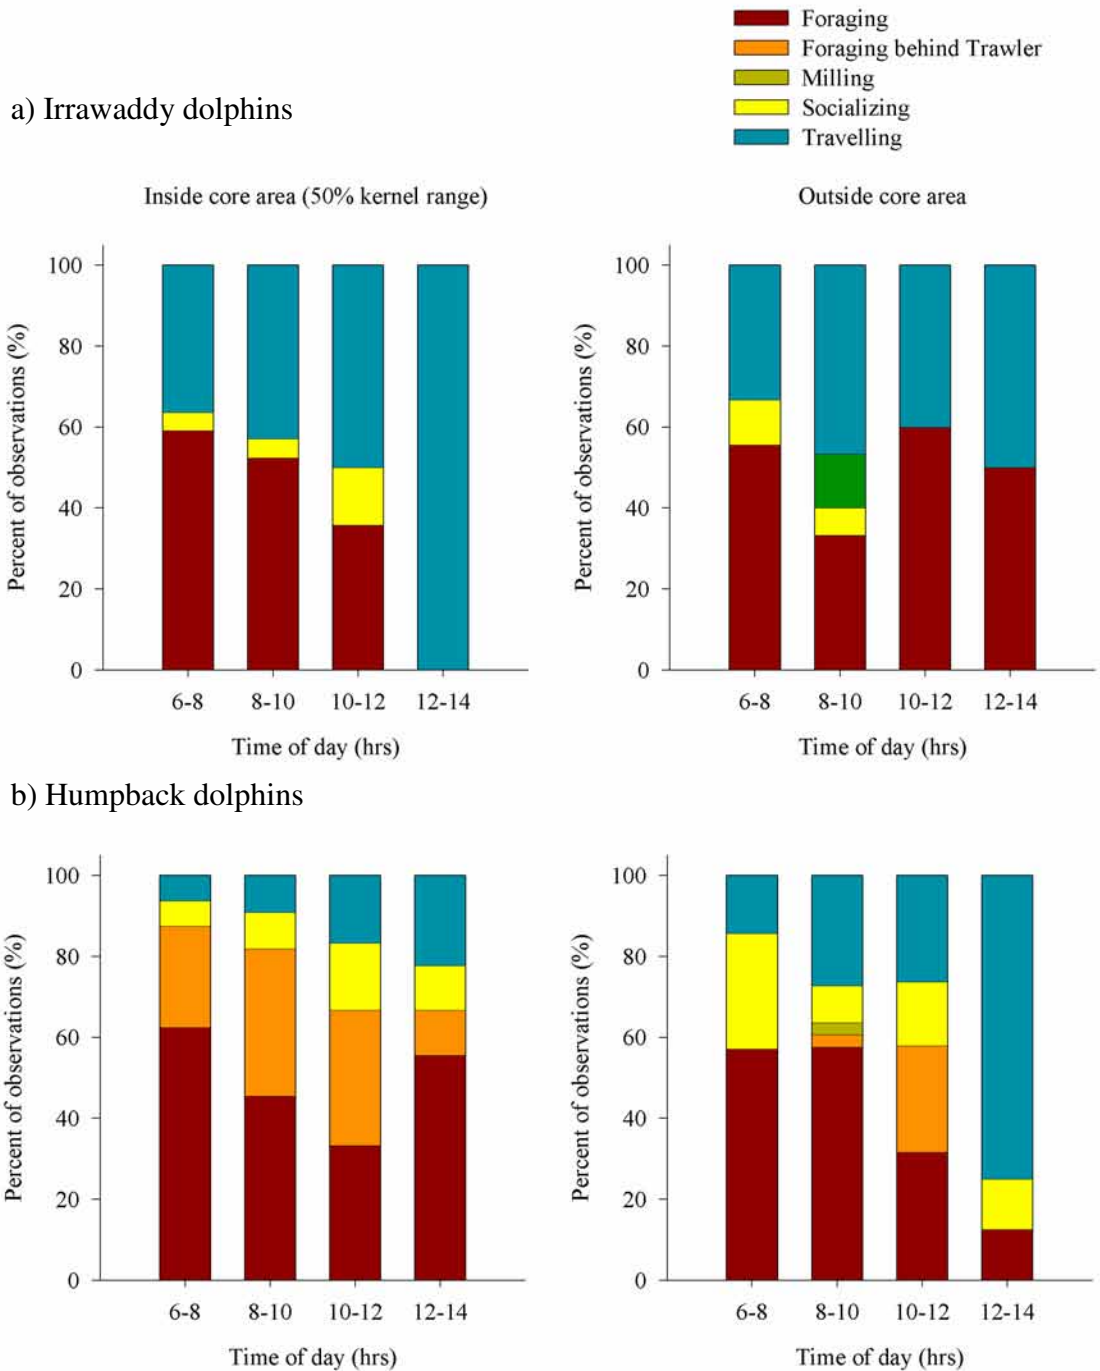 Foraging
Foraging behind Trawler
Milling
Socializing
Travelling
a) Irrawaddy dolphins
Inside core area (50% kernel range)
Outside core area
Percent of observations (%)
100
80
60
40
20
0
6-8 8-10 10-12 12-14
Time of day (hrs)
Percent of observations (%)
100
80
60
40
20
0
6-8 8-10 10-12 12-14
Time of day (hrs)
b) Humpback dolphins
Percent of observations (%)
100
80
60
40
20
0
6-8 8-10 10-12 12-14
Time of day (hrs)
Percent of observations (%)
100
80
60
40
20
0
6-8 8-10 10-12 12-14
Time of day (hrs)